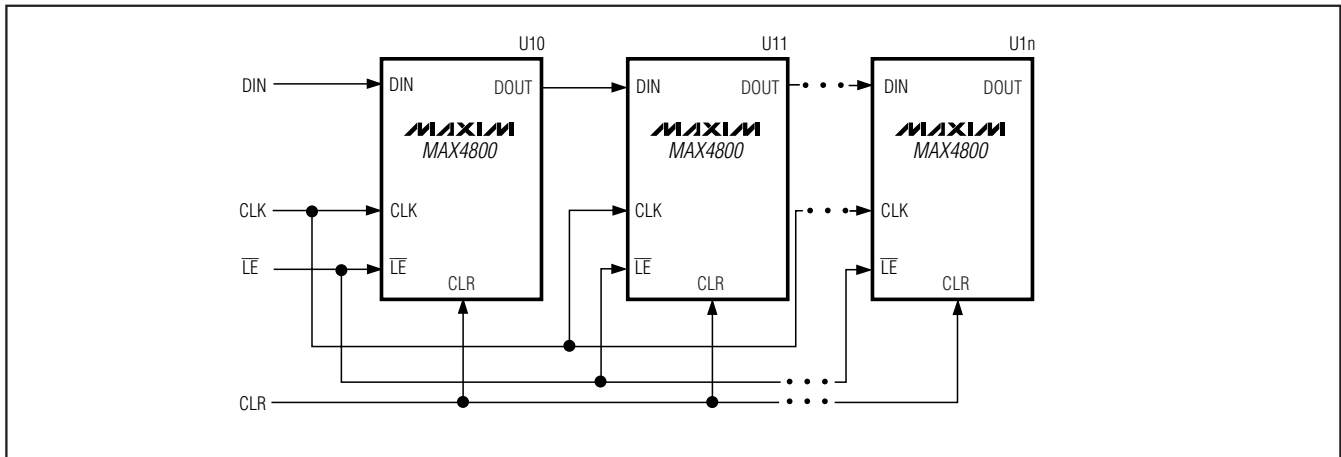 U10 U11 U1n
DIN DIN DOUT DIN DOUT DIN DOUT
MAXIM MAXIM MAXIM
MAX4800 MAX4800 MAX4800
CLK CLK CLK CLK
LE LE LE LE
CLR CLR CLR
CLR